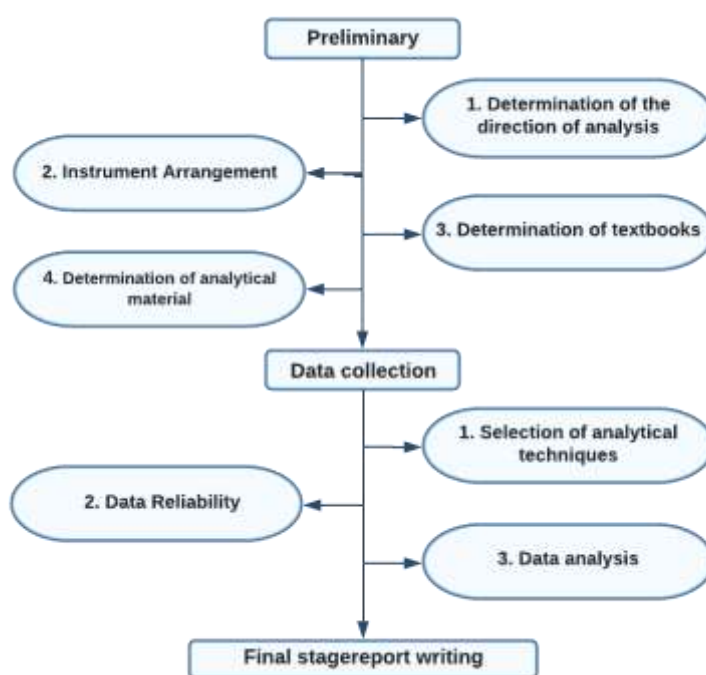 Preliminary
1. Determination of the
direction of analysis
2. Instrument Arrangement
3. Determination of textbooks
4. Determination of analytical
material
Data collection
1. Selection of analytical
techniques
2. Data Reliability
3. Data analysis
Final stagereport writing